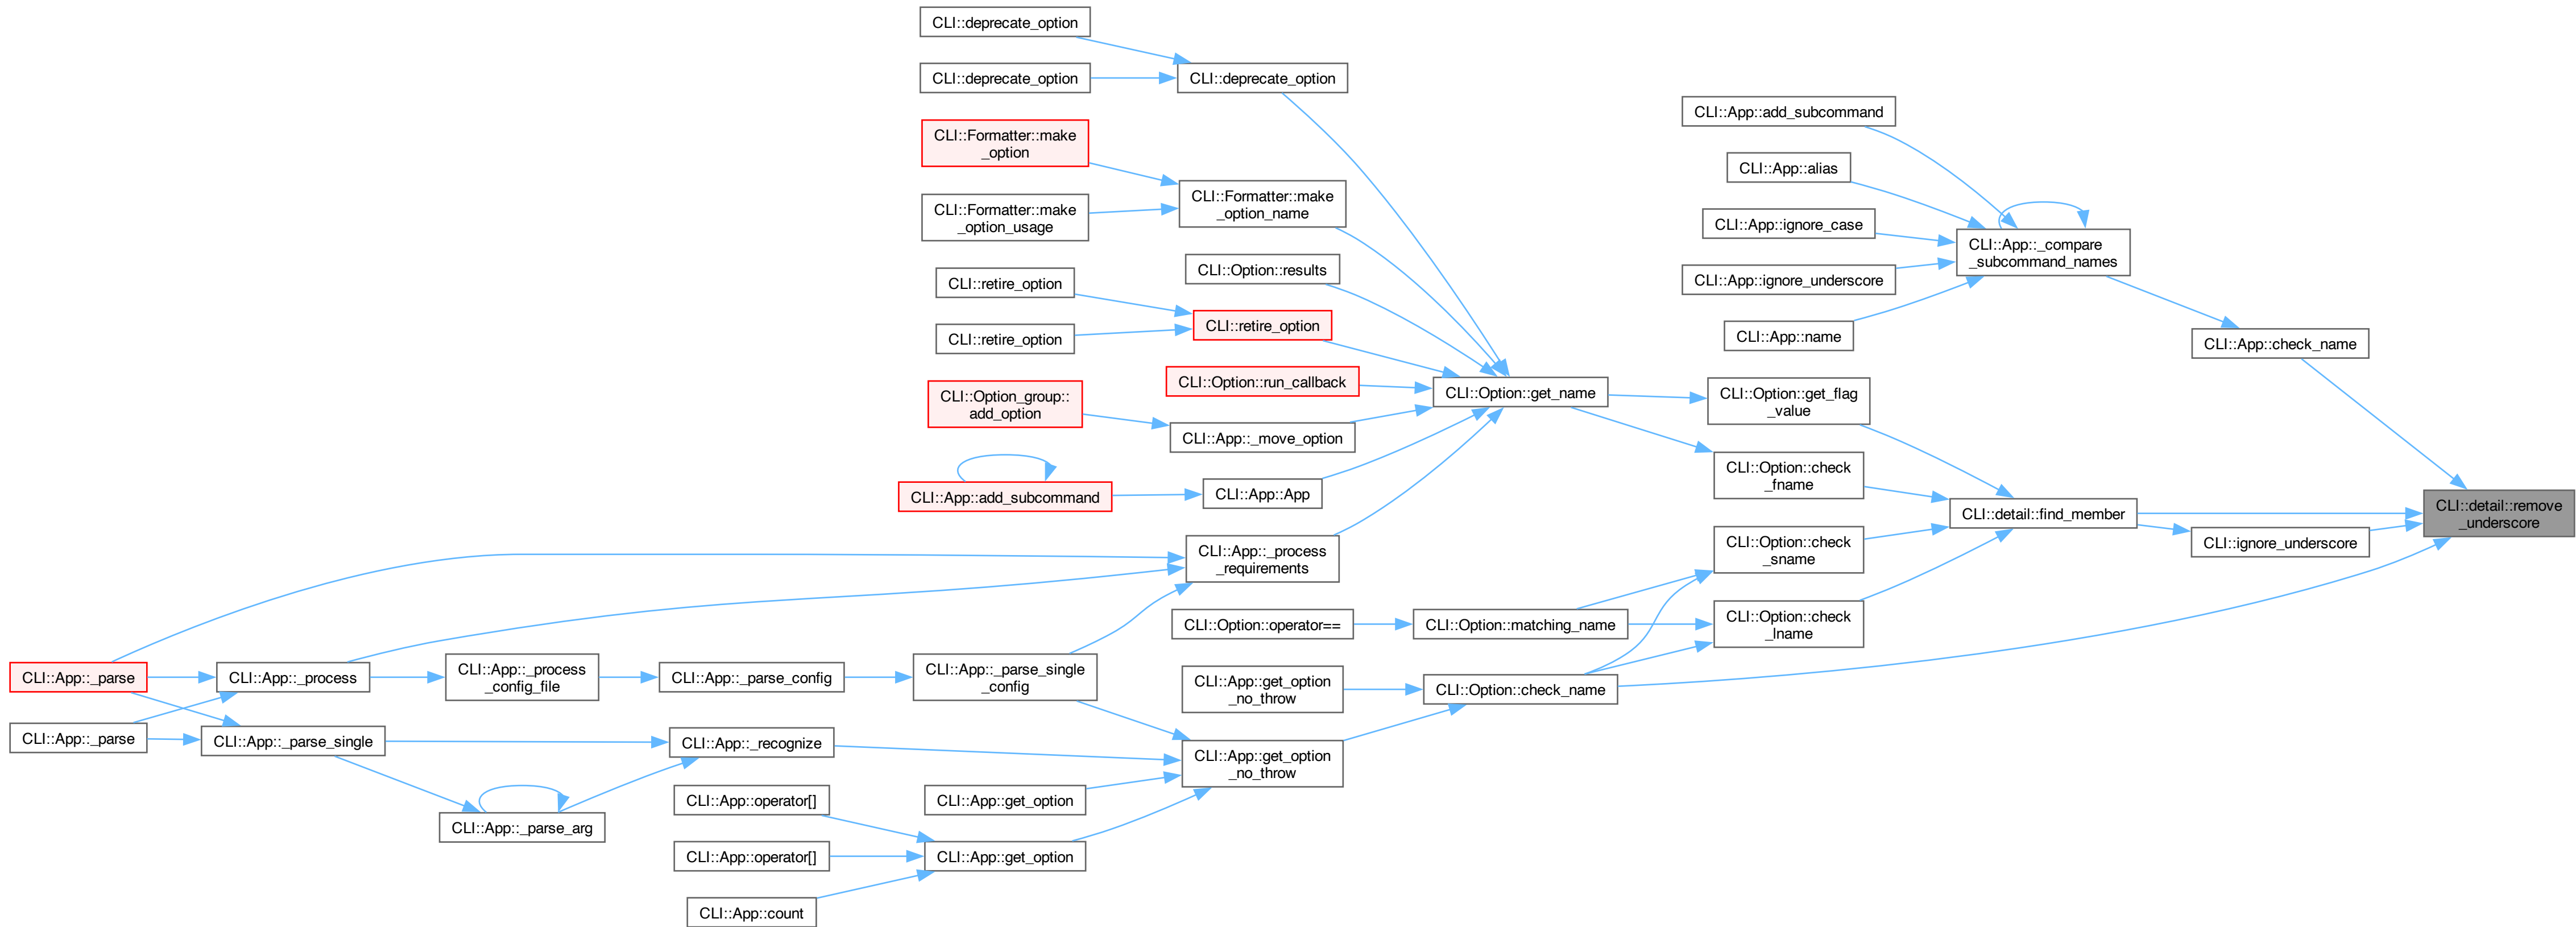 CLI::deprecate_option
CLI::deprecate_option
CLI::deprecate_option
CLI::Formatter::make
_option
CLI::Formatter::make
_option_usage
CLI::Formatter::make
_option_name
CLI::Option::results
CLI::retire_option
CLI::retire_option
CLI::retire_option
CLI::Option::run_callback
CLI::Option_group::
add_option
CLI::App::_move_option
CLI::App::add_subcommand
CLI::App::App
CLI::Option::get_name
CLI::App::_process
_requirements
CLI::Option::operator==
CLI::Option::matching_name
CLI::App::_parse
CLI::App::_process
CLI::App::_process
_config_file
CLI::App::_parse_config
CLI::App::_parse_single
_config
CLI::App::get_option
_no_throw
CLI::Option::check_name
CLI::App::_parse
CLI::App::_parse_single
CLI::App::_recognize
CLI::App::get_option
_no_throw
CLI::App::_parse_arg
CLI::App::operator[]
CLI::App::get_option
CLI::App::operator[]
CLI::App::get_option
CLI::App::count
CLI::App::add_subcommand
CLI::App::alias
CLI::App::ignore_case
CLI::App::ignore_underscore
CLI::App::name
CLI::App::_compare
_subcommand_names
CLI::App::check_name
CLI::Option::get_flag
_value
CLI::Option::check
_fname
CLI::Option::check
_sname
CLI::Option::check
_lname
CLI::detail::find_member
CLI::ignore_underscore
CLI::detail::remove
_underscore